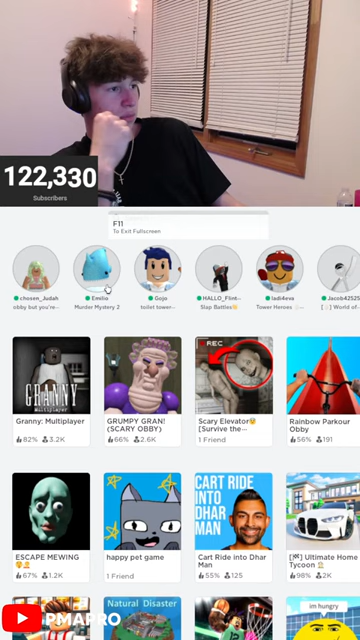 122,330
Subscribers
F11
To Exit Fullscreen
chosen_Judah
obby but you're···
Emilio
Murder Mystery 2
Gojo
toilet tower···
HALLO_Flint···
Slap Battles
ladi4eva
Tower Heroes
Jacob42525
World of
GRANNY
Multiplayer
REC
Granny: Multiplayer
82% 3.2K
GRUMPY GRAN!
(SCARY OBBY)
66% 2.6K
Scary Elevator
[Survive the···
1 Friend
Rainbow Parkour
Obby
56% 191
CART RIDE
INTO
DHAR
MAN
ESCAPE MEWING
67% 1.2K
happy pet game
1 Friend
Cart Ride into Dhar
Man
55% 125
Ultimate Home
Tycoon
98% 2K
PMAPRO
Natural Disaster
im hungry